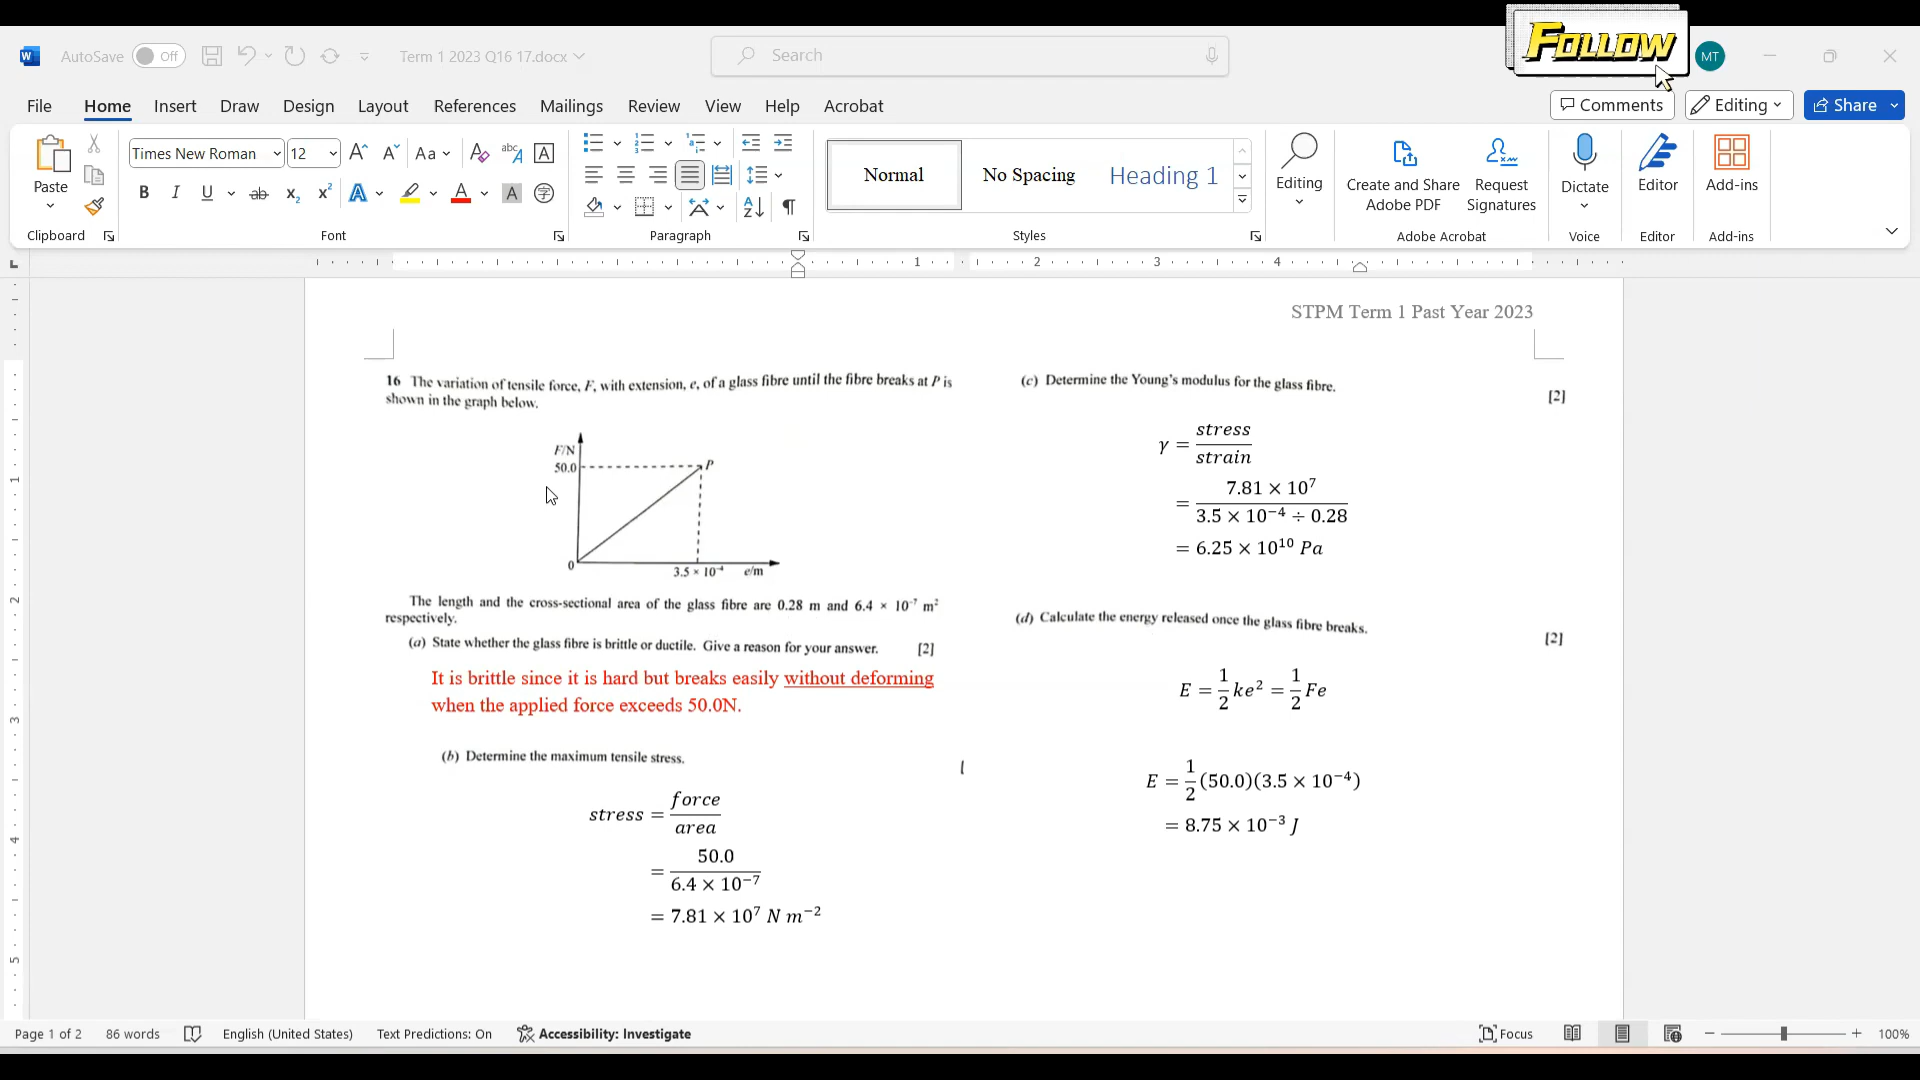 FOLLOW
AutoSave Off
Term 1 2023 Q16 17.docx
Search
MT
File Home Insert Draw Design Layout References Mailings Review View Help Acrobat
Comments Editing Share
Paste
Clipboard
Times New Roman 12
Font
Paragraph
Normal No Spacing Heading 1
Styles
Editing
Create and Share
Adobe PDF
Request
Signatures
Adobe Acrobat
Dictate
Voice
Editor
Editor
Add-ins
Add-ins
1 2 3 4
STPM Term 1 Past Year 2023
16 The variation of tensile force, F, with extension, e, of a glass fibre until the fibre breaks at P is
shown in the graph below.
F/N
50.0
P
0
3.5 × 10⁻⁴ e/m
The length and the cross-sectional area of the glass fibre are 0.28 m and 6.4 × 10⁻⁷ m²
respectively.
(a) State whether the glass fibre is brittle or ductile. Give a reason for your answer. [2]
It is brittle since it is hard but breaks easily without deforming
when the applied force exceeds 50.0N.
(b) Determine the maximum tensile stress.
stress = force / area
= 50.0 / 6.4 × 10⁻⁷
= 7.81 × 10⁷ N m⁻²
(c) Determine the Young's modulus for the glass fibre.
[2]
γ = stress / strain
= 7.81 × 10⁷ / 3.5 × 10⁻⁴ ÷ 0.28
= 6.25 × 10¹⁰ Pa
(d) Calculate the energy released once the glass fibre breaks.
[2]
E = 1/2 ke² = 1/2 Fe
E = 1/2 (50.0)(3.5 × 10⁻⁴)
= 8.75 × 10⁻³ J
1
2
3
4
5
Page 1 of 2 86 words English (United States) Text Predictions: On Accessibility: Investigate
Focus 100%